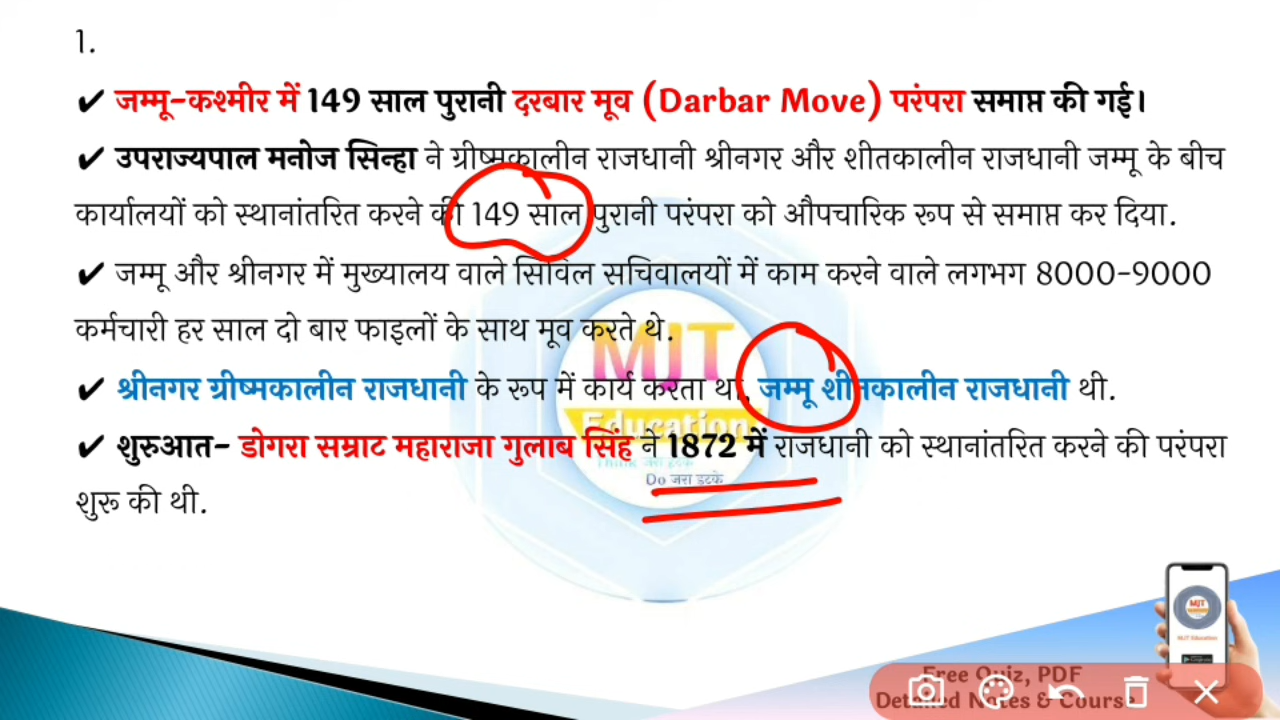 1.
✔ जम्मू-कश्मीर में 149 साल पुरानी दरबार मूव (Darbar Move) परंपरा समाप्त की गई।
✔ उपराज्यपाल मनोज सिन्हा ने ग्रीष्मकालीन राजधानी श्रीनगर और शीतकालीन राजधानी जम्मू के बीच
कार्यालयों को स्थानांतरित करने की 149 साल पुरानी परंपरा को औपचारिक रूप से समाप्त कर दिया.
✔ जम्मू और श्रीनगर में मुख्यालय वाले सिविल सचिवालयों में काम करने वाले लगभग 8000-9000
कर्मचारी हर साल दो बार फाइलों के साथ मूव करते थे.
MJT
✔ श्रीनगर ग्रीष्मकालीन राजधानी के रूप में कार्य करता था, जम्मू शीतकालीन राजधानी थी.
Education
✔ शुरुआत- डोगरा सम्राट महाराजा गुलाब सिंह ने 1872 में राजधानी को स्थानांतरित करने की परंपरा
Do जरा हटके
शुरू की थी.
MJT
MJT Education
Free Quiz, PDF
Detailed Notes & Course